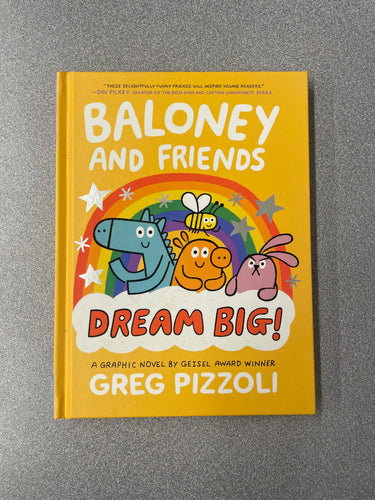 "THESE DELIGHTFULLY FUNNY FRIENDS WILL INSPIRE YOUNG READERS."
—DAV PILKEY, CREATOR OF THE DOG MAN AND CAPTAIN UNDERPANTS SERIES
BALONEY
AND FRIENDS
DREAM BIG!
A GRAPHIC NOVEL BY GEISEL AWARD WINNER
GREG PIZZOLI